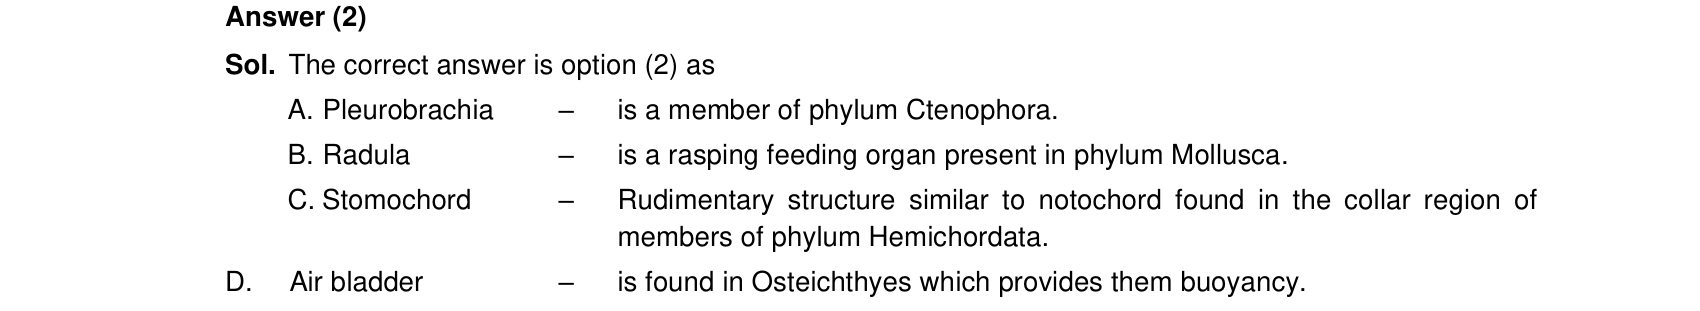 Answer (2)
Sol. The correct answer is option (2) as
A. Pleurobrachia – is a member of phylum Ctenophora.
B. Radula – is a rasping feeding organ present in phylum Mollusca.
C. Stomochord – Rudimentary structure similar to notochord found in the collar region of
members of phylum Hemichordata.
D. Air bladder – is found in Osteichthyes which provides them buoyancy.